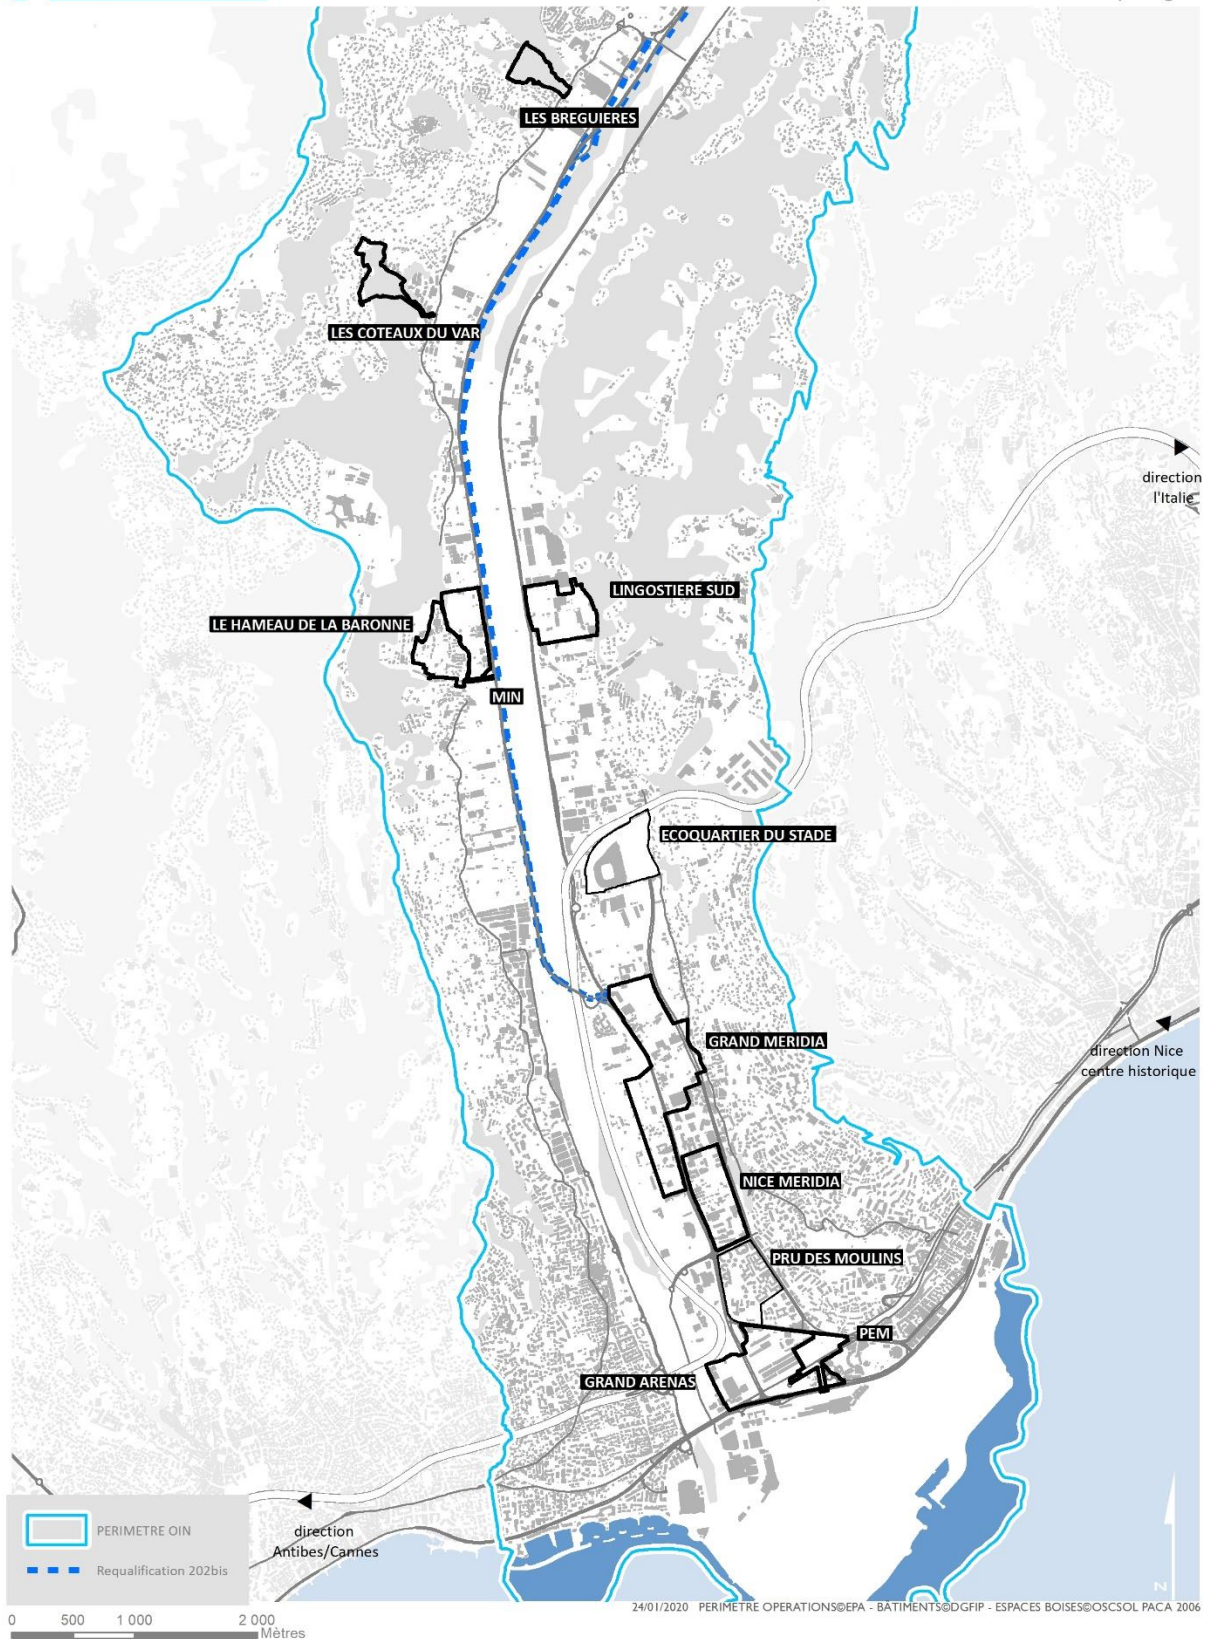 LES BREGUIERES
LES COTEAUX DU VAR
direction
l'Italie
LINGOSTIERE SUD
LE HAMEAU DE LA BARONNE
MIN
ECOQUARTIER DU STADE
GRAND MERIDIA
direction Nice
centre historique
NICE MERIDIA
PRU DES MOULINS
PEM
GRAND ARENAS
PERIMETRE OIN
Requalification 202bis
direction
Antibes/Cannes
N
24/01/2020 PERIMETRE OPERATIONS©EPA - BÂTIMENTS©DGFIP - ESPACES BOISES©OSCSOL PACA 2006
0 500 1 000 2 000
Mètres